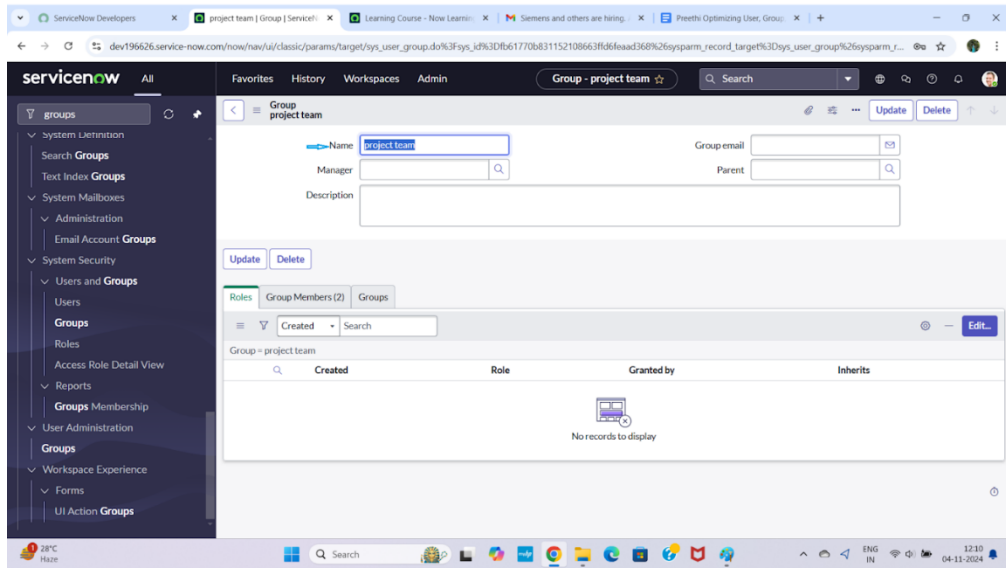 ServiceNow Developers
project team | Group | ServiceN
Learning Course - Now Learnin
Siemens and others are hiring.
Preethi Optimizing User, Group
dev196626.service-now.com/now/nav/ui/classic/params/target/sys_user_group.do%3Fsys_id%3Dfb61770b831152108663ffd6feaad368%26sysparm_record_target%3Dsys_user_group%26sysparm_r...
servicenow
All
Favorites History Workspaces Admin
Group - project team
Search
groups
System Definition
Search Groups
Text Index Groups
System Mailboxes
Administration
Email Account Groups
System Security
Users and Groups
Users
Groups
Roles
Access Role Detail View
Reports
Groups Membership
User Administration
Groups
Workspace Experience
Forms
UI Action Groups
Group
project team
Update Delete
Name project team
Group email
Manager
Parent
Description
Update Delete
Roles Group Members (2) Groups
Created Search
Edit...
Group = project team
Created Role Granted by Inherits
No records to display
1
28°C
Haze
Search
ENG
IN
12:10
04-11-2024